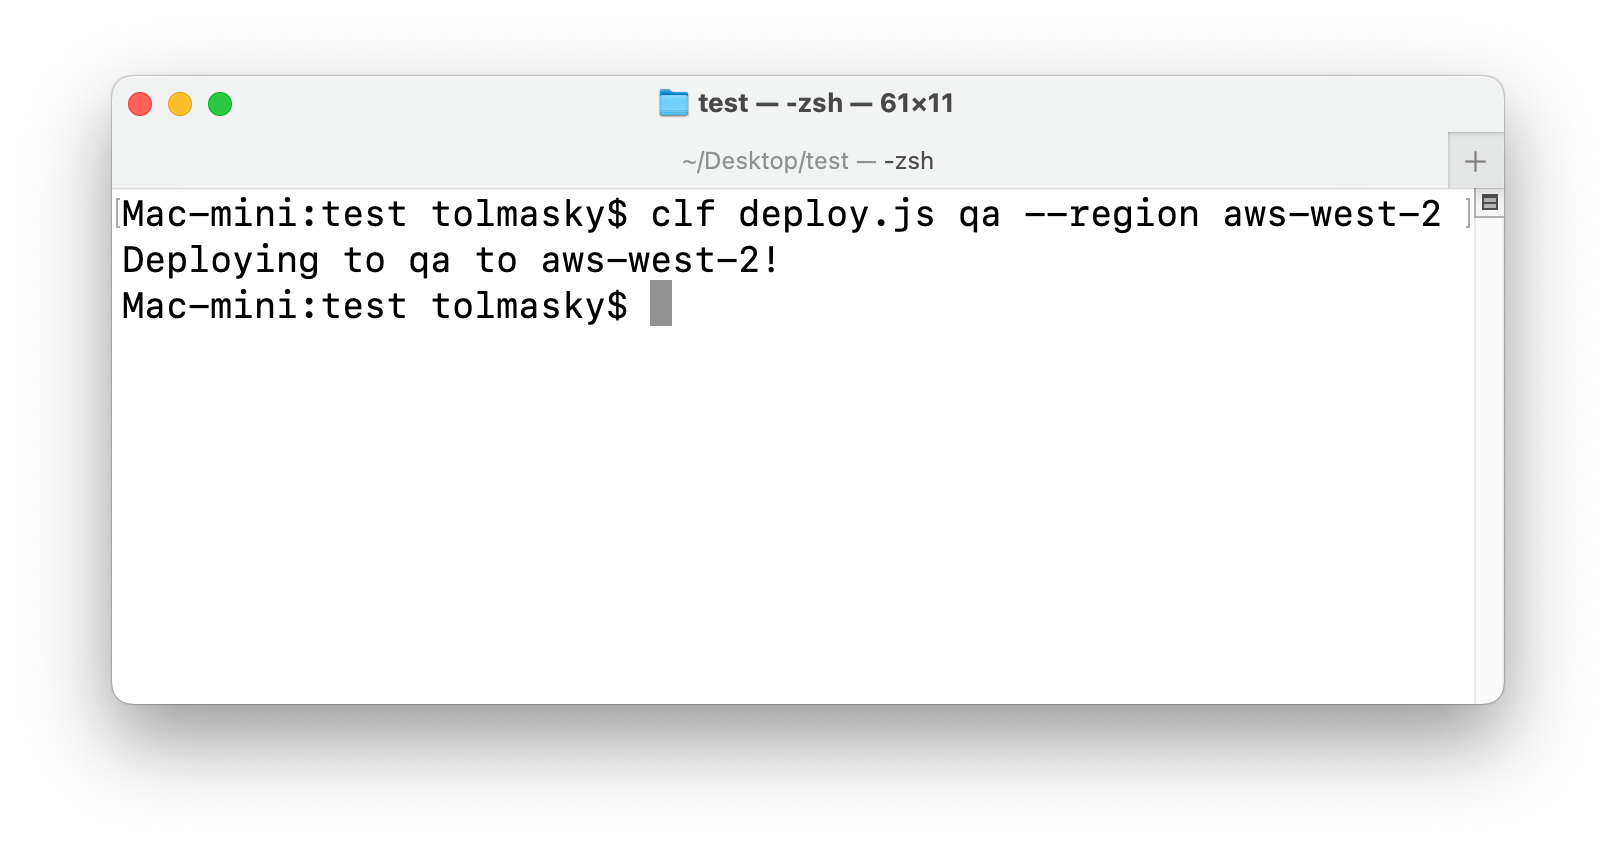 test — -zsh — 61×11
~/Desktop/test — -zsh
Mac-mini:test tolmasky$ clf deploy.js qa --region aws-west-2
Deploying to qa to aws-west-2!
Mac-mini:test tolmasky$